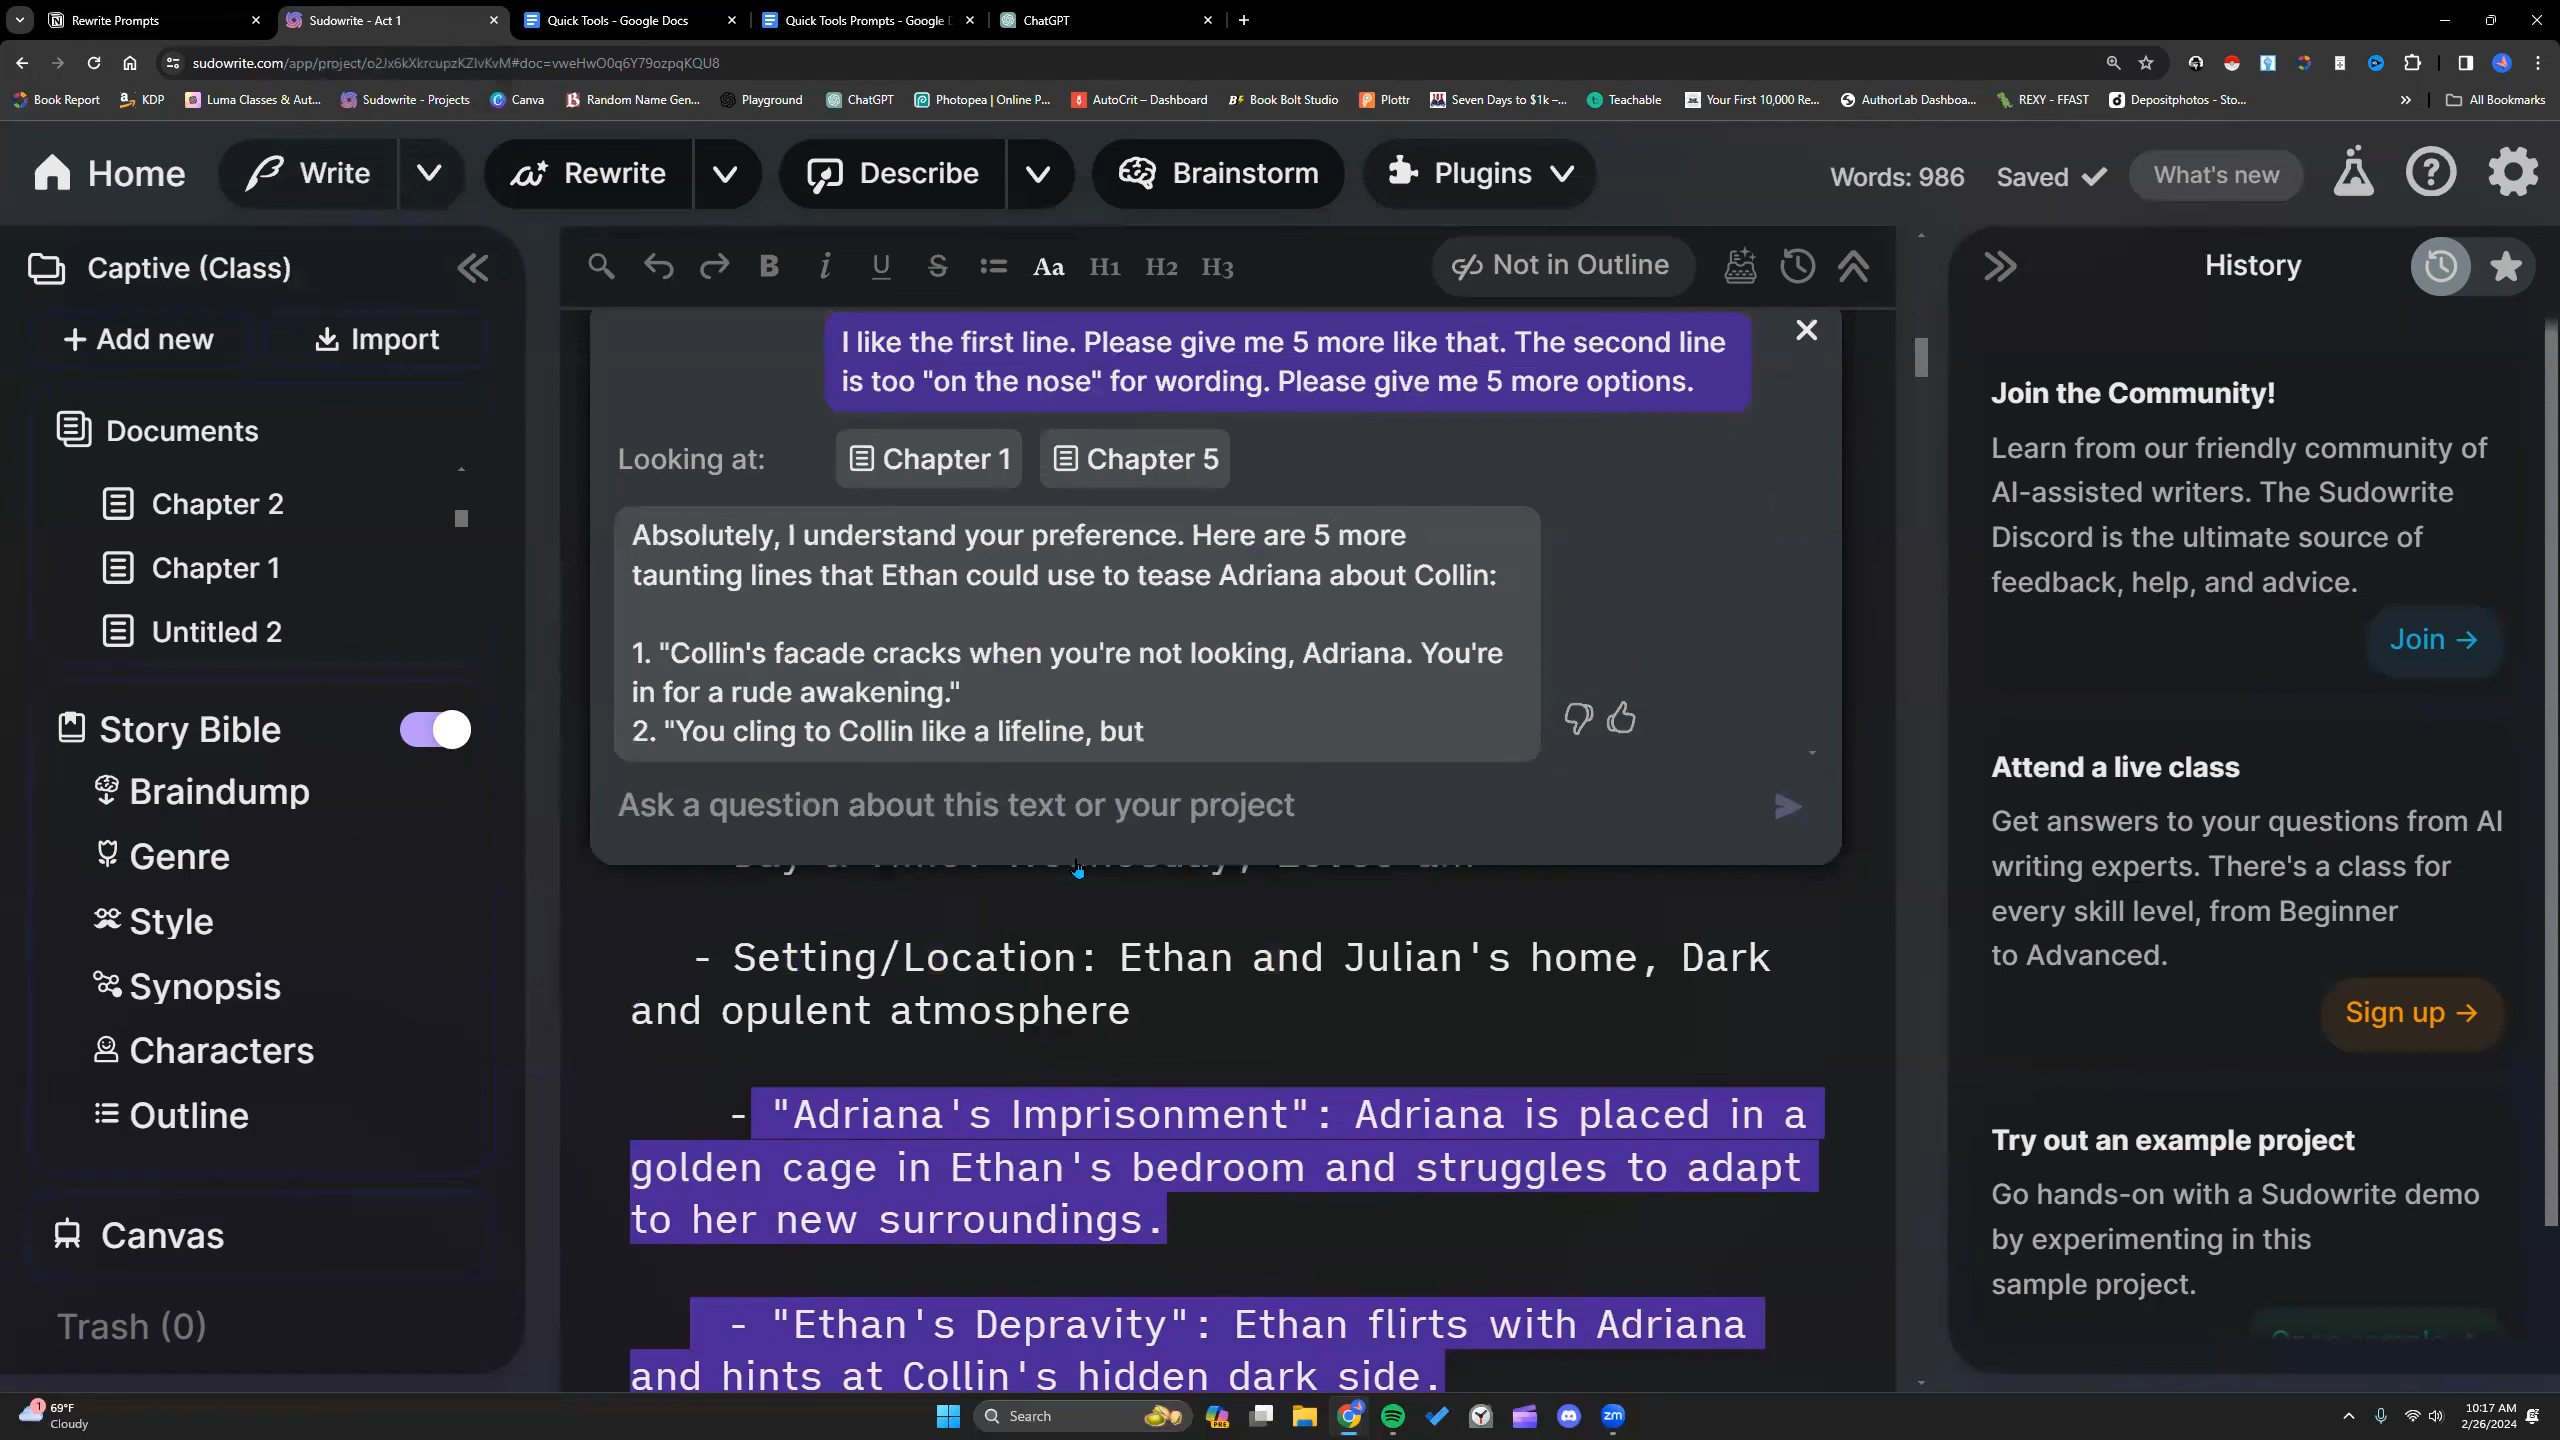 Rewrite Prompts
Sudowrite - Act 1
Quick Tools - Google Docs
Quick Tools Prompts - Google D
ChatGPT
sudowrite.com/app/project/o2Jx6kXkrcupzKZIvKvM#doc=vweHwO0q6Y79ozpqKQU8
Book Report
KDP
Luma Classes & Aut...
Sudowrite - Projects
Canva
Random Name Gen...
Playground
ChatGPT
Photopea | Online P...
AutoCrit – Dashboard
Book Bolt Studio
Plottr
Seven Days to $1k –...
Teachable
Your First 10,000 Re...
AuthorLab Dashboa...
REXY - FFAST
Depositphotos - Sto...
All Bookmarks
Home
Write
Rewrite
Describe
Brainstorm
Plugins
Words: 986
Saved
What's new
Captive (Class)
+ Add new
Import
Documents
Chapter 2
Chapter 1
Untitled 2
Story Bible
Braindump
Genre
Style
Synopsis
Characters
Outline
Canvas
Trash (0)
B i U S Aa H1 H2 H3
Not in Outline
I like the first line. Please give me 5 more like that. The second line
is too "on the nose" for wording. Please give me 5 more options.
Looking at:
Chapter 1
Chapter 5
Absolutely, I understand your preference. Here are 5 more
taunting lines that Ethan could use to tease Adriana about Collin:
1. "Collin's facade cracks when you're not looking, Adriana. You're
in for a rude awakening."
2. "You cling to Collin like a lifeline, but
Ask a question about this text or your project
- Setting/Location: Ethan and Julian's home, Dark
and opulent atmosphere
- "Adriana's Imprisonment": Adriana is placed in a
golden cage in Ethan's bedroom and struggles to adapt
to her new surroundings.
- "Ethan's Depravity": Ethan flirts with Adriana
and hints at Collin's hidden dark side.
History
Join the Community!
Learn from our friendly community of
AI-assisted writers. The Sudowrite
Discord is the ultimate source of
feedback, help, and advice.
Join →
Attend a live class
Get answers to your questions from AI
writing experts. There's a class for
every skill level, from Beginner
to Advanced.
Sign up →
Try out an example project
Go hands-on with a Sudowrite demo
by experimenting in this
sample project.
1
69°F
Cloudy
Search
PRE
zm
10:17 AM
2/26/2024